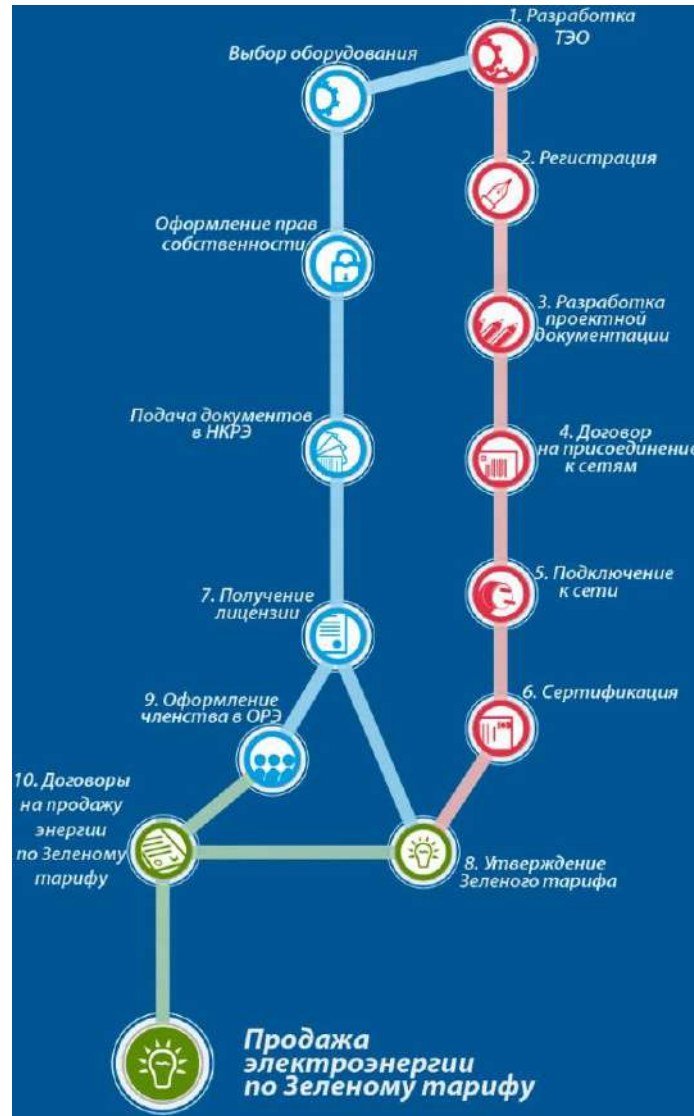 1. Разработка
ТЭО
Выбор оборудования
2. Регистрация
Оформление прав
собственности
3. Разработка
проектной
документации
Подача документов
в НКРЭ
4. Договор
на присоединение
к сетям
5. Подключение
к сети
7. Получение
лицензии
6. Сертификация
9. Оформление
членства в ОРЭ
10. Договоры
на продажу
энергии
по Зеленому
тарифу
8. Утверждение
Зеленого тарифа
Продажа
электроэнергии
по Зеленому тарифу